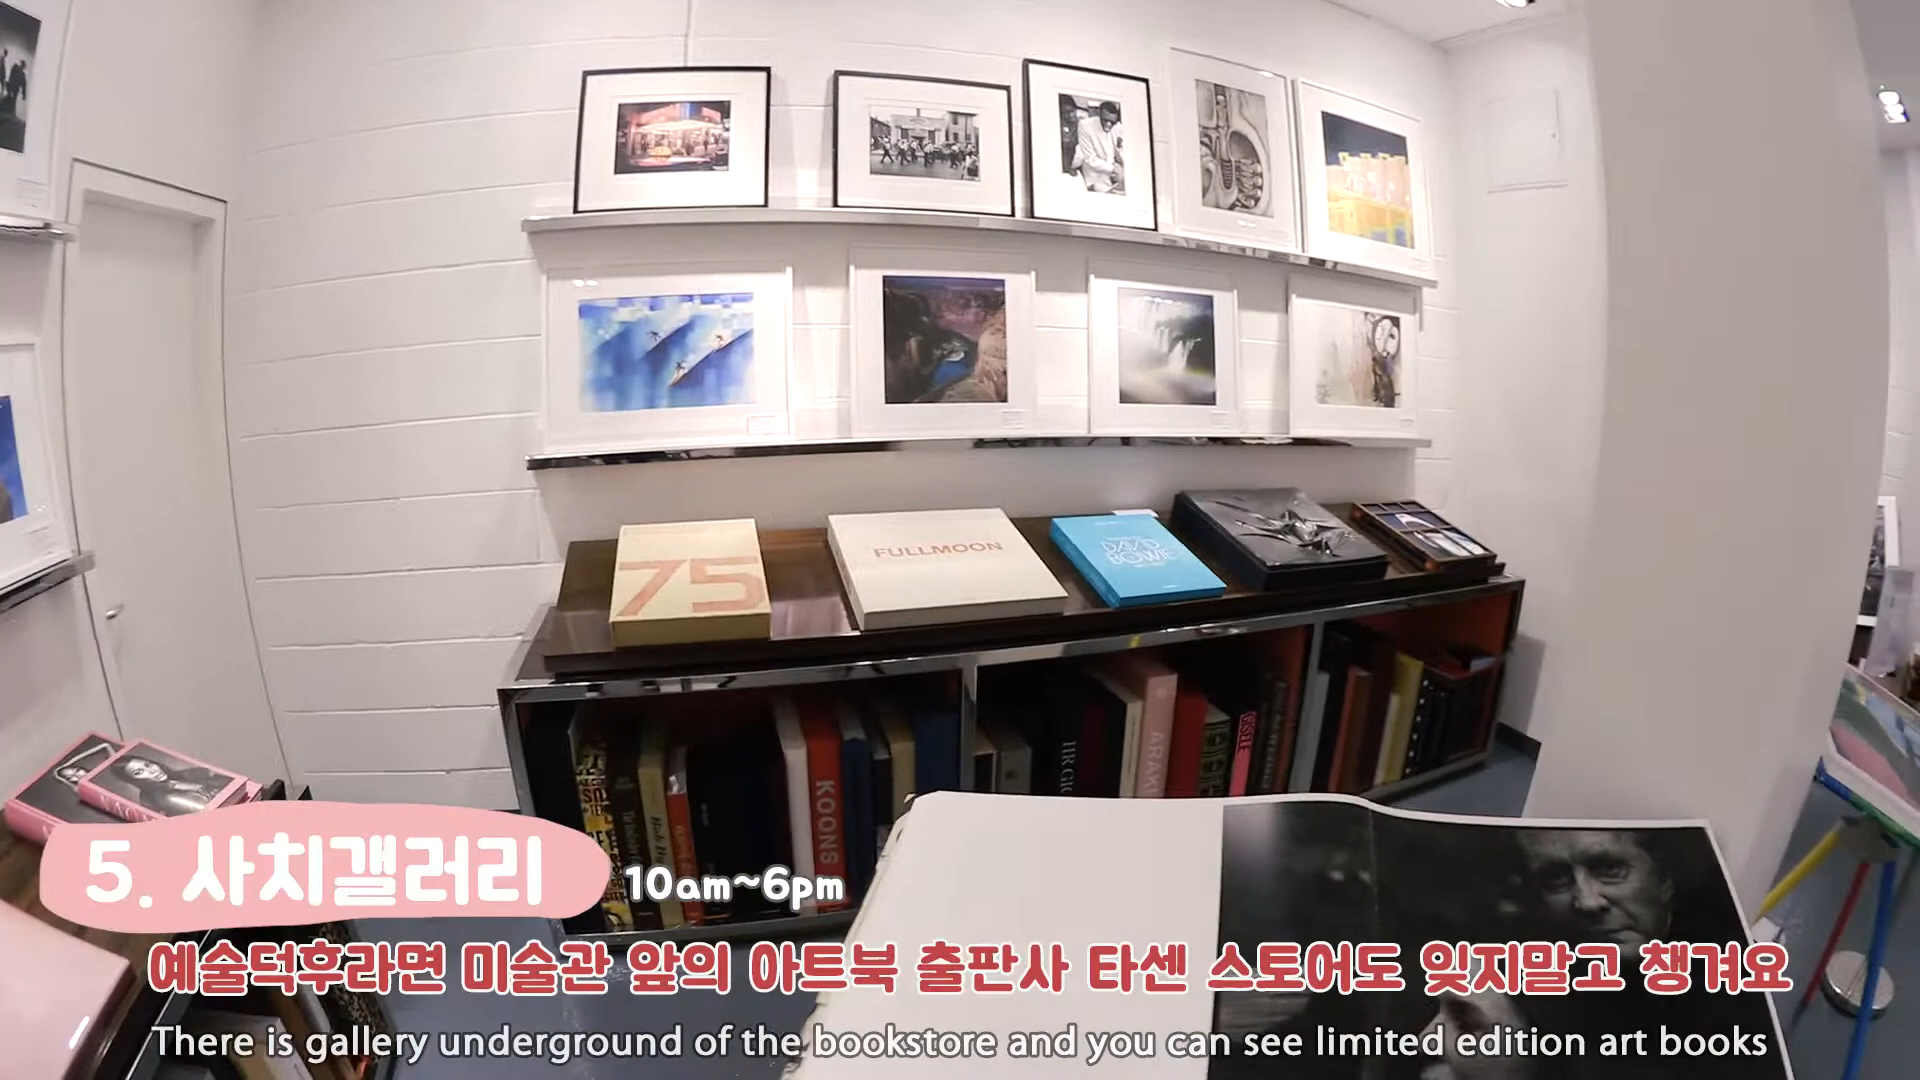 75
FULLMOON
DAVID
BOWIE
KOONS
HR GIG
ARAKI
GISELE
5. 사치갤러리
10am~6pm
예술덕후라면 미술관 앞의 아트북 출판사 타센 스토어도 잊지말고 챙겨요
There is gallery underground of the bookstore and you can see limited edition art books